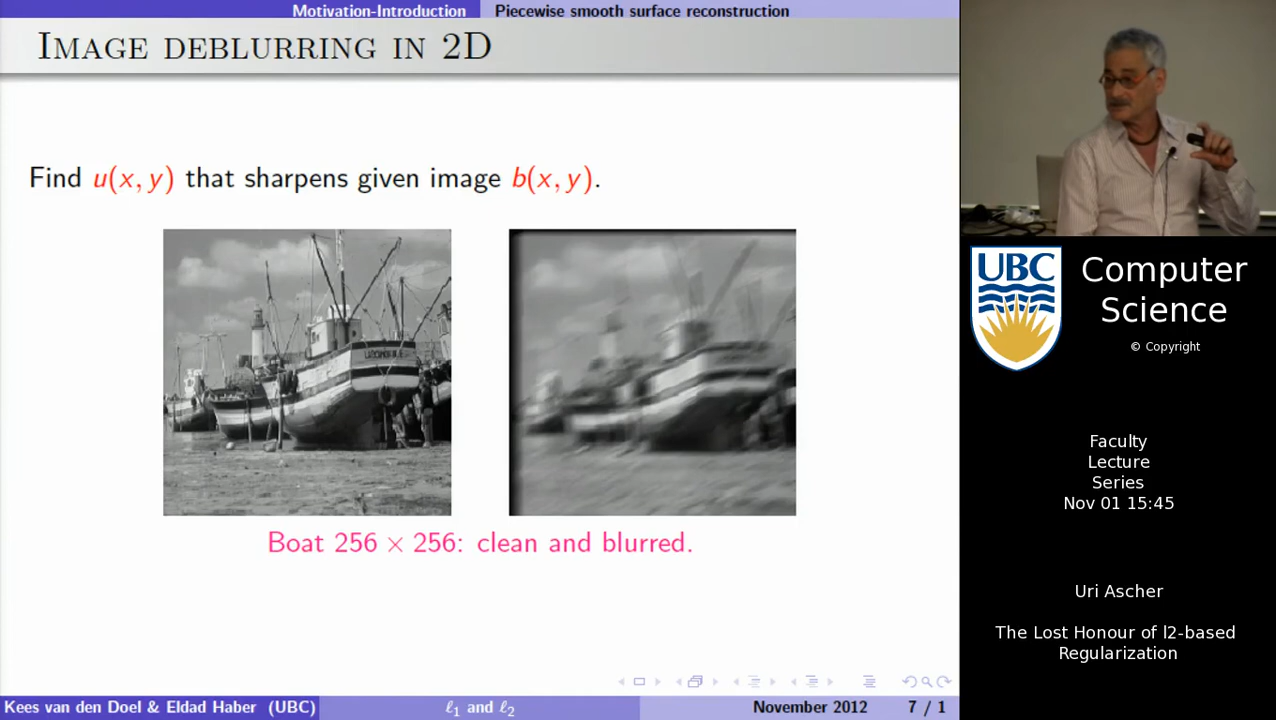 Motivation-Introduction Piecewise smooth surface reconstruction
Image deblurring in 2D
Find u(x, y) that sharpens given image b(x, y).
Boat 256 × 256: clean and blurred.
Kees van den Doel & Eldad Haber (UBC) ℓ1 and ℓ2 November 2012 7 / 1
UBC
Computer
Science
© Copyright
Faculty
Lecture
Series
Nov 01 15:45
Uri Ascher
The Lost Honour of l2-based
Regularization